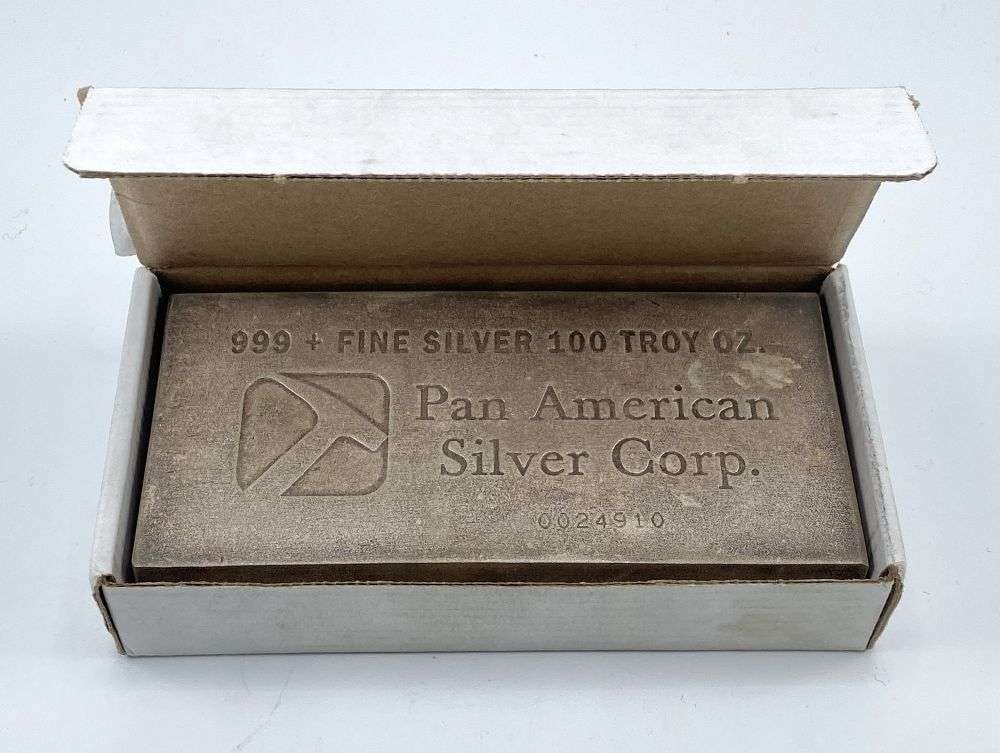 999 + FINE SILVER 100 TROY OZ.
Pan American
Silver Corp.
0024910